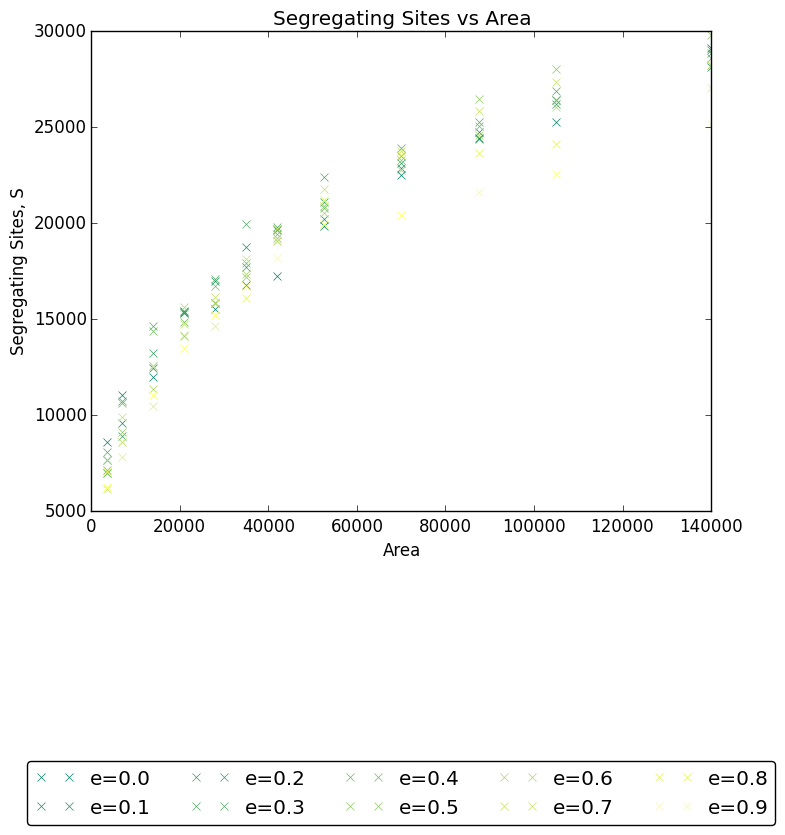 Segregating Sites vs Area
30000
25000
20000
15000
10000
5000
Segregating Sites, S
0 20000 40000 60000 80000 100000 120000 140000
Area
e=0.0 e=0.2 e=0.4 e=0.6 e=0.8
e=0.1 e=0.3 e=0.5 e=0.7 e=0.9